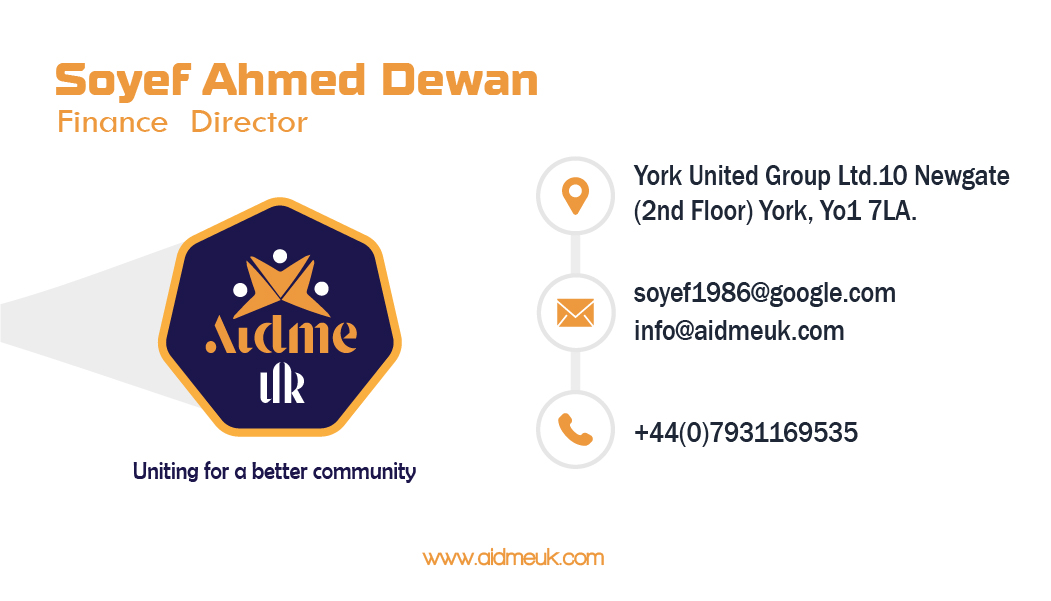 Soyef Ahmed Dewan
Finance Director
York United Group Ltd.10 Newgate
(2nd Floor) York, Yo1 7LA.
soyef1986@google.com
info@aidmeuk.com
+44(0)7931169535
Aidme
Uk
Uniting for a better community
www.aidmeuk.com